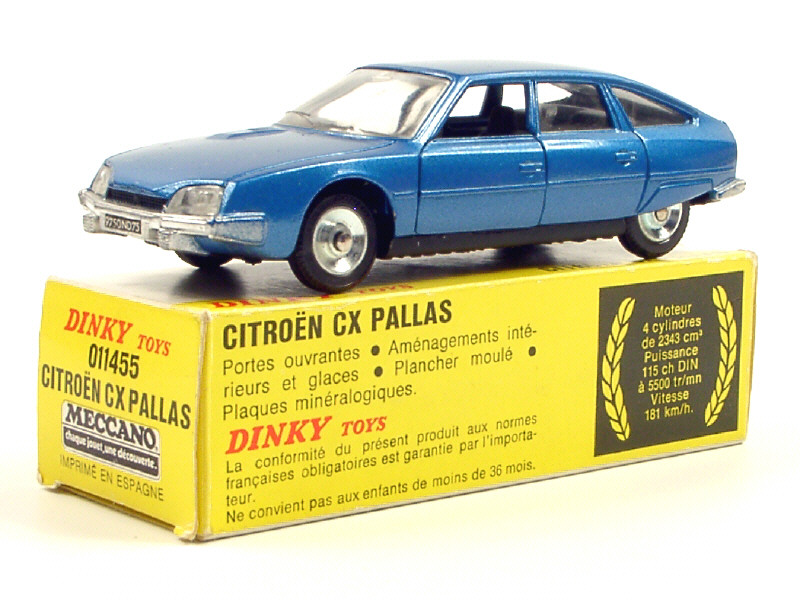 9750ND75
DINKY TOYS
011455
CITROËN CX PALLAS
MECCANO
chaque jouet, une découverte.
IMPRIMÉ EN ESPAGNE
CITROËN CX PALLAS
Portes ouvrantes ● Aménagements inté-
rieurs et glaces ● Plancher moulé ●
Plaques minéralogiques.
DINKY TOYS
La conformité du présent produit aux normes
françaises obligatoires est garantie par l'importa-
teur.
Ne convient pas aux enfants de moins de 36 mois.
Moteur
4 cylindres
de 2343 cm³
Puissance
115 ch DIN
à 5500 tr/mn
Vitesse
181 km/h.